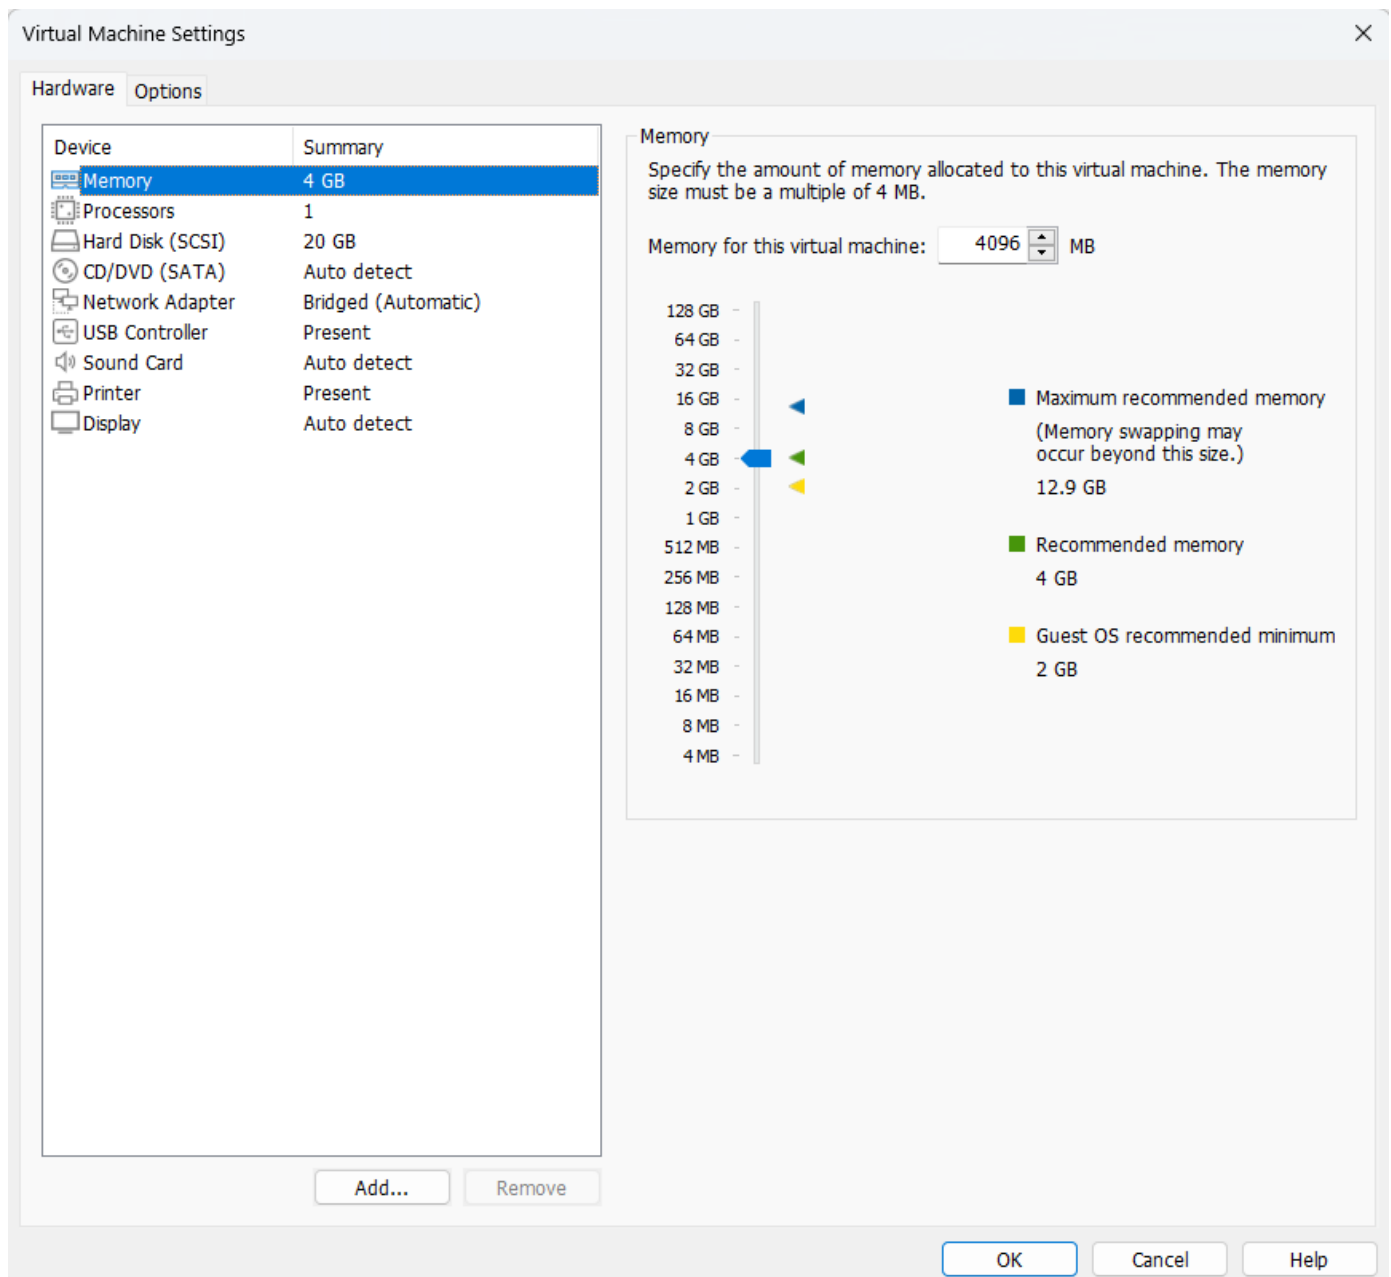 Virtual Machine Settings
Hardware Options
Device Summary
Memory 4 GB
Processors 1
Hard Disk (SCSI) 20 GB
CD/DVD (SATA) Auto detect
Network Adapter Bridged (Automatic)
USB Controller Present
Sound Card Auto detect
Printer Present
Display Auto detect
Add... Remove
Memory
Specify the amount of memory allocated to this virtual machine. The memory
size must be a multiple of 4 MB.
Memory for this virtual machine: 4096 MB
128 GB
64 GB
32 GB
16 GB
8 GB
4 GB
2 GB
1 GB
512 MB
256 MB
128 MB
64 MB
32 MB
16 MB
8 MB
4 MB
Maximum recommended memory
(Memory swapping may
occur beyond this size.)
12.9 GB
Recommended memory
4 GB
Guest OS recommended minimum
2 GB
OK Cancel Help